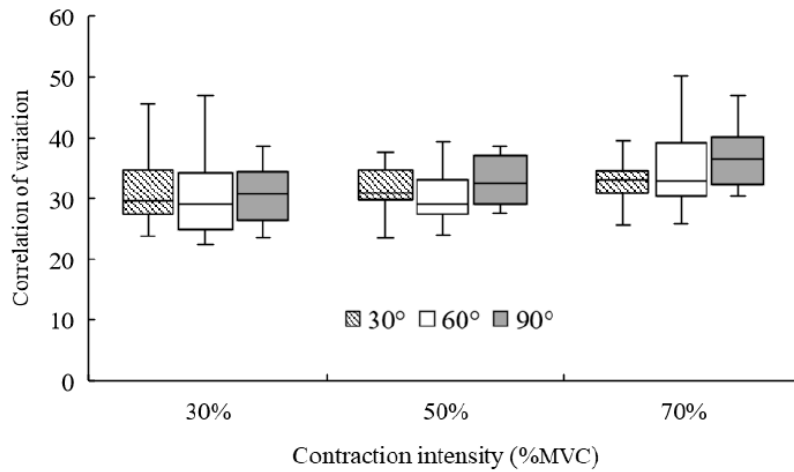 60
50
40
30
20
10
0
Correlation of variation
30° 60° 90°
30% 50% 70%
Contraction intensity (%MVC)